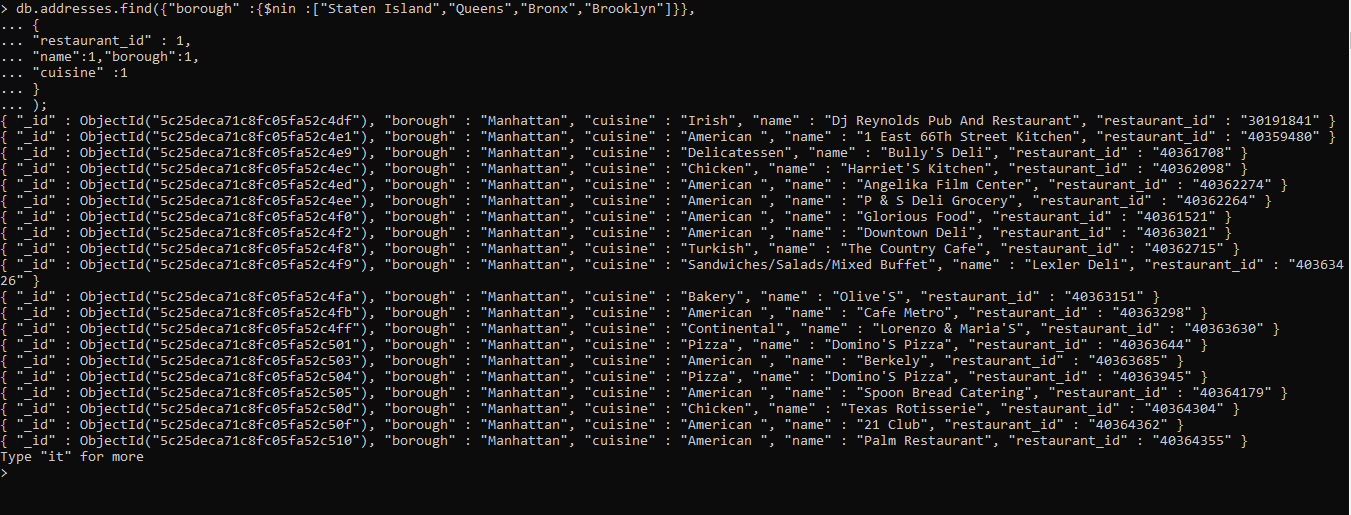 > db.addresses.find({"borough" :{$nin :["Staten Island","Queens","Bronx","Brooklyn"]}},
... {
... "restaurant_id" : 1,
... "name":1,"borough":1,
... "cuisine" :1
... }
... );
{ "_id" : ObjectId("5c25deca71c8fc05fa52c4df"), "borough" : "Manhattan", "cuisine" : "Irish", "name" : "Dj Reynolds Pub And Restaurant", "restaurant_id" : "30191841" }
{ "_id" : ObjectId("5c25deca71c8fc05fa52c4e1"), "borough" : "Manhattan", "cuisine" : "American ", "name" : "1 East 66Th Street Kitchen", "restaurant_id" : "40359480" }
{ "_id" : ObjectId("5c25deca71c8fc05fa52c4e9"), "borough" : "Manhattan", "cuisine" : "Delicatessen", "name" : "Bully'S Deli", "restaurant_id" : "40361708" }
{ "_id" : ObjectId("5c25deca71c8fc05fa52c4ec"), "borough" : "Manhattan", "cuisine" : "Chicken", "name" : "Harriet'S Kitchen", "restaurant_id" : "40362098" }
{ "_id" : ObjectId("5c25deca71c8fc05fa52c4ed"), "borough" : "Manhattan", "cuisine" : "American ", "name" : "Angelika Film Center", "restaurant_id" : "40362274" }
{ "_id" : ObjectId("5c25deca71c8fc05fa52c4ee"), "borough" : "Manhattan", "cuisine" : "American ", "name" : "P & S Deli Grocery", "restaurant_id" : "40362264" }
{ "_id" : ObjectId("5c25deca71c8fc05fa52c4f0"), "borough" : "Manhattan", "cuisine" : "American ", "name" : "Glorious Food", "restaurant_id" : "40361521" }
{ "_id" : ObjectId("5c25deca71c8fc05fa52c4f2"), "borough" : "Manhattan", "cuisine" : "American ", "name" : "Downtown Deli", "restaurant_id" : "40363021" }
{ "_id" : ObjectId("5c25deca71c8fc05fa52c4f8"), "borough" : "Manhattan", "cuisine" : "Turkish", "name" : "The Country Cafe", "restaurant_id" : "40362715" }
{ "_id" : ObjectId("5c25deca71c8fc05fa52c4f9"), "borough" : "Manhattan", "cuisine" : "Sandwiches/Salads/Mixed Buffet", "name" : "Lexler Deli", "restaurant_id" : "403634
26" }
{ "_id" : ObjectId("5c25deca71c8fc05fa52c4fa"), "borough" : "Manhattan", "cuisine" : "Bakery", "name" : "Olive'S", "restaurant_id" : "40363151" }
{ "_id" : ObjectId("5c25deca71c8fc05fa52c4fb"), "borough" : "Manhattan", "cuisine" : "American ", "name" : "Cafe Metro", "restaurant_id" : "40363298" }
{ "_id" : ObjectId("5c25deca71c8fc05fa52c4ff"), "borough" : "Manhattan", "cuisine" : "Continental", "name" : "Lorenzo & Maria'S", "restaurant_id" : "40363630" }
{ "_id" : ObjectId("5c25deca71c8fc05fa52c501"), "borough" : "Manhattan", "cuisine" : "Pizza", "name" : "Domino'S Pizza", "restaurant_id" : "40363644" }
{ "_id" : ObjectId("5c25deca71c8fc05fa52c503"), "borough" : "Manhattan", "cuisine" : "American ", "name" : "Berkely", "restaurant_id" : "40363685" }
{ "_id" : ObjectId("5c25deca71c8fc05fa52c504"), "borough" : "Manhattan", "cuisine" : "Pizza", "name" : "Domino'S Pizza", "restaurant_id" : "40363945" }
{ "_id" : ObjectId("5c25deca71c8fc05fa52c505"), "borough" : "Manhattan", "cuisine" : "American ", "name" : "Spoon Bread Catering", "restaurant_id" : "40364179" }
{ "_id" : ObjectId("5c25deca71c8fc05fa52c50d"), "borough" : "Manhattan", "cuisine" : "Chicken", "name" : "Texas Rotisserie", "restaurant_id" : "40364304" }
{ "_id" : ObjectId("5c25deca71c8fc05fa52c50f"), "borough" : "Manhattan", "cuisine" : "American ", "name" : "21 Club", "restaurant_id" : "40364362" }
{ "_id" : ObjectId("5c25deca71c8fc05fa52c510"), "borough" : "Manhattan", "cuisine" : "American ", "name" : "Palm Restaurant", "restaurant_id" : "40364355" }
Type "it" for more
>